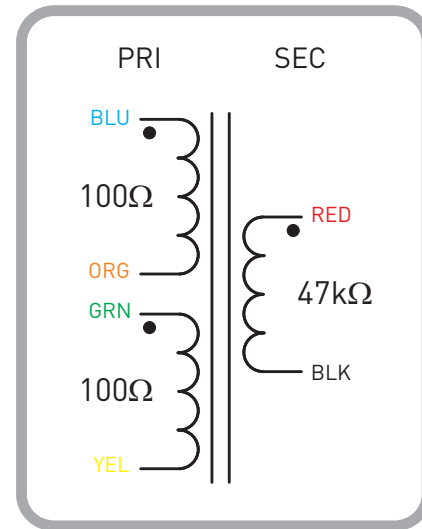 PRI SEC
BLU
100Ω
ORG
GRN
100Ω
YEL
RED
47kΩ
BLK